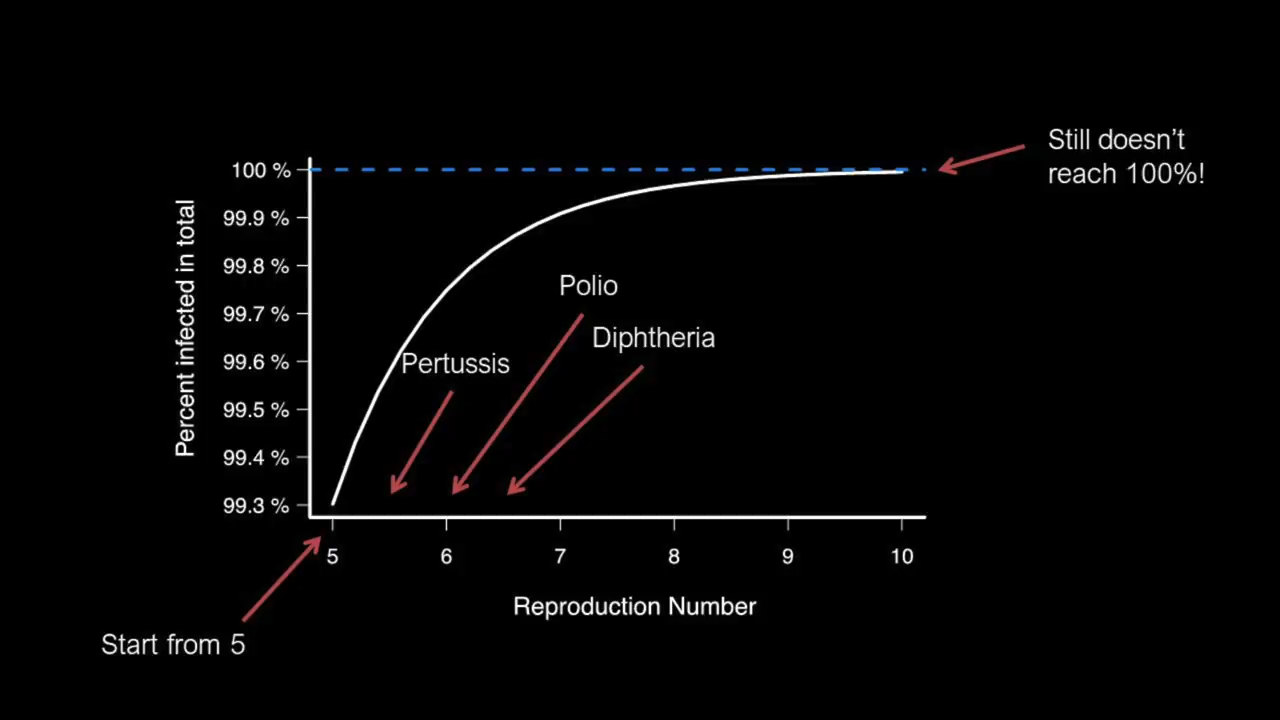 Still doesn't
reach 100%!
100 %
99.9 %
99.8 %
99.7 %
99.6 %
99.5 %
99.4 %
99.3 %
Percent infected in total
Polio
Diphtheria
Pertussis
5
6
7
8
9
10
Reproduction Number
Start from 5